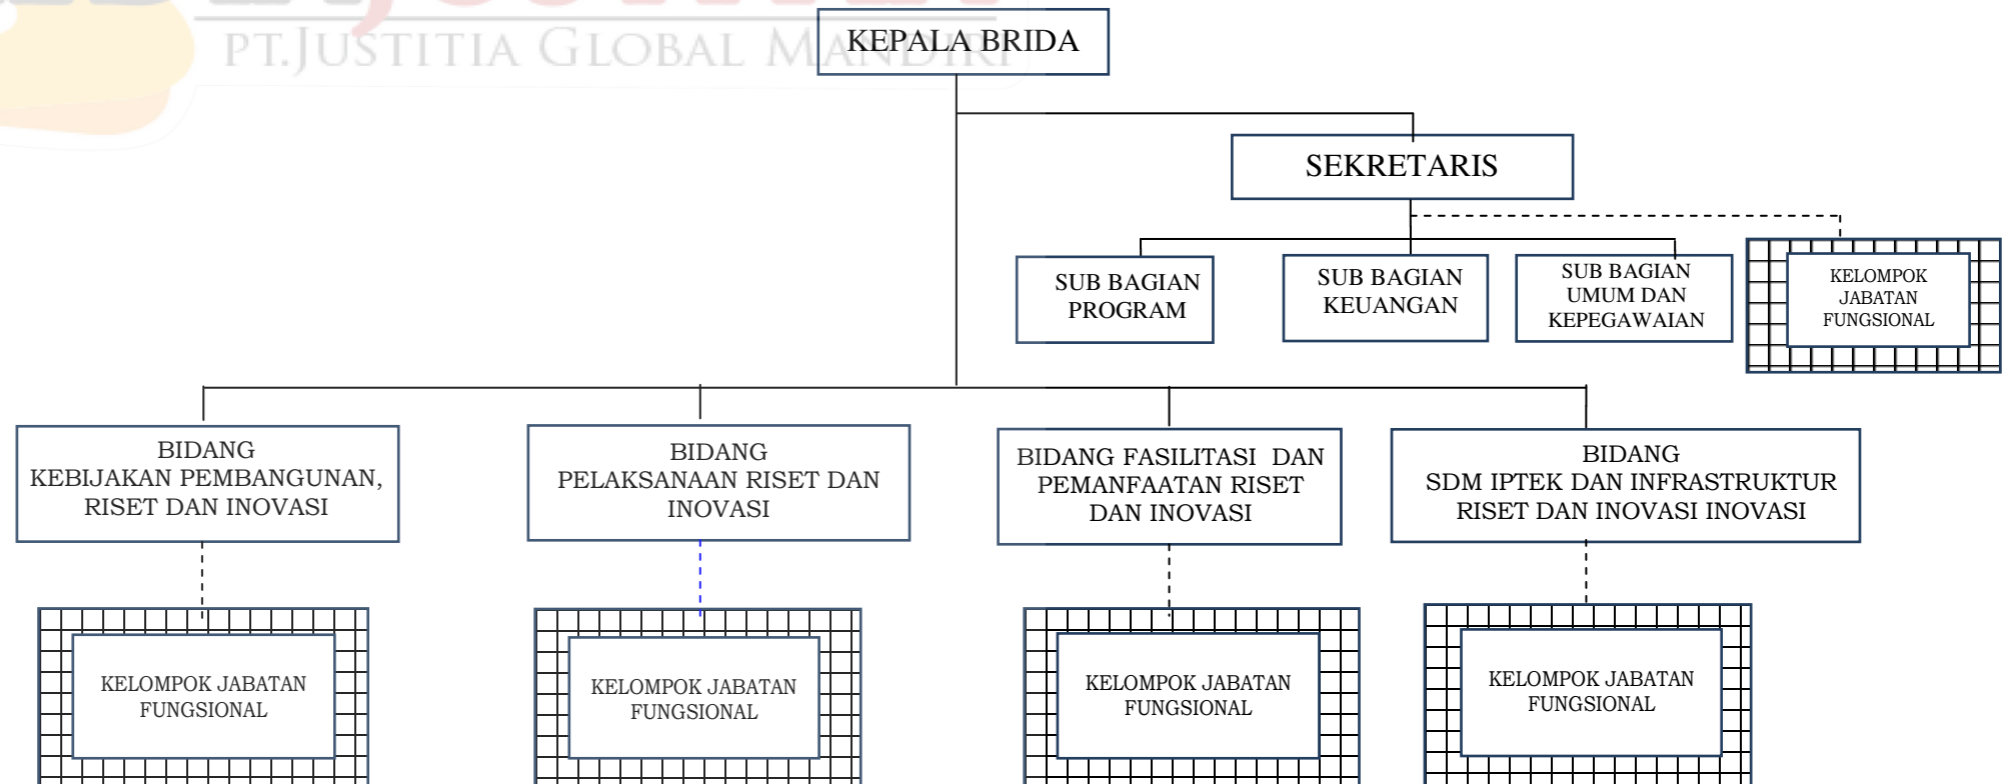 PT.JUSTITIA GLOBAL MANDIRI
KEPALA BRIDA
SEKRETARIS
SUB BAGIAN
PROGRAM
SUB BAGIAN
KEUANGAN
SUB BAGIAN
UMUM DAN
KEPEGAWAIAN
KELOMPOK
JABATAN
FUNGSIONAL
BIDANG
KEBIJAKAN PEMBANGUNAN,
RISET DAN INOVASI
BIDANG
PELAKSANAAN RISET DAN
INOVASI
BIDANG FASILITASI DAN
PEMANFAATAN RISET
DAN INOVASI
BIDANG
SDM IPTEK DAN INFRASTRUKTUR
RISET DAN INOVASI INOVASI
KELOMPOK JABATAN
FUNGSIONAL
KELOMPOK JABATAN
FUNGSIONAL
KELOMPOK JABATAN
FUNGSIONAL
KELOMPOK JABATAN
FUNGSIONAL